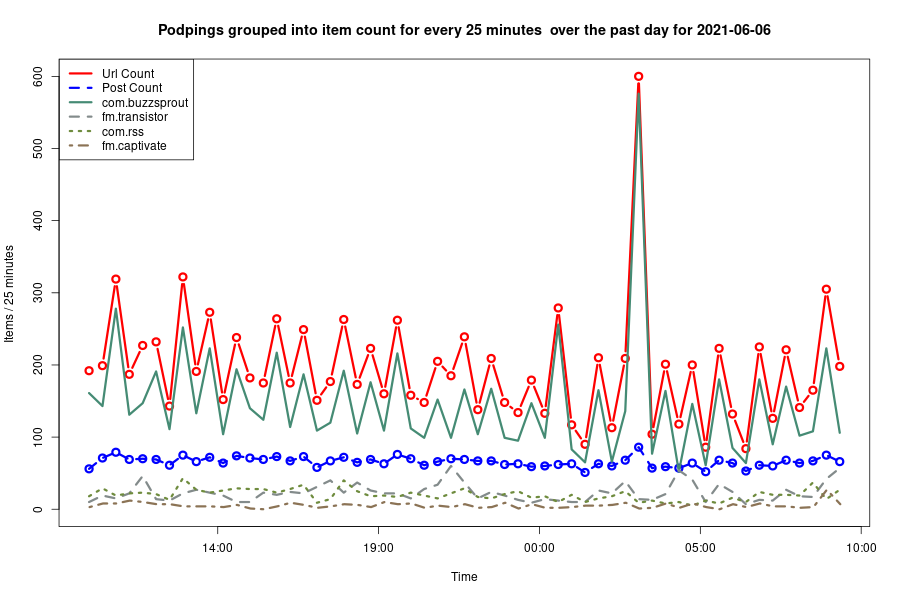 Podpings grouped into item count for every 25 minutes  over the past day for 2021-06-06
Url Count
Post Count
com.buzzsprout
fm.transistor
com.rss
fm.captivate
Items / 25 minutes
600
500
400
300
200
100
0
14:00
19:00
00:00
05:00
10:00
Time